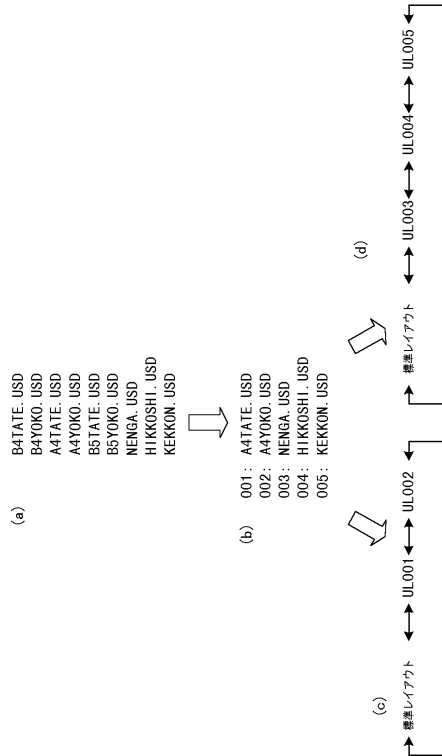 (a)
B4TATE.USD
B4YOKO.USD
A4TATE.USD
A4YOKO.USD
B5TATE.USD
B5YOKO.USD
NENGA.USD
HIKKOSHI.USD
KEKKON.USD
(b)
001: A4TATE.USD
002: A4YOKO.USD
003: NENGA.USD
004: HIKKOSHI.USD
005: KEKKON.USD
(c)
標準レイアウト UL001 UL002
(d)
標準レイアウト UL003 UL004 UL005